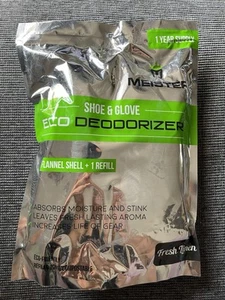 1 YEAR SUPPLY
MEISTER
SHOE & GLOVE
ECO DEODORIZER
FLANNEL SHELL + 1 REFILL
ABSORBS MOISTURE AND STINK
LEAVES FRESH LASTING AROMA
INCREASES LIFE OF GEAR
Fresh Linen